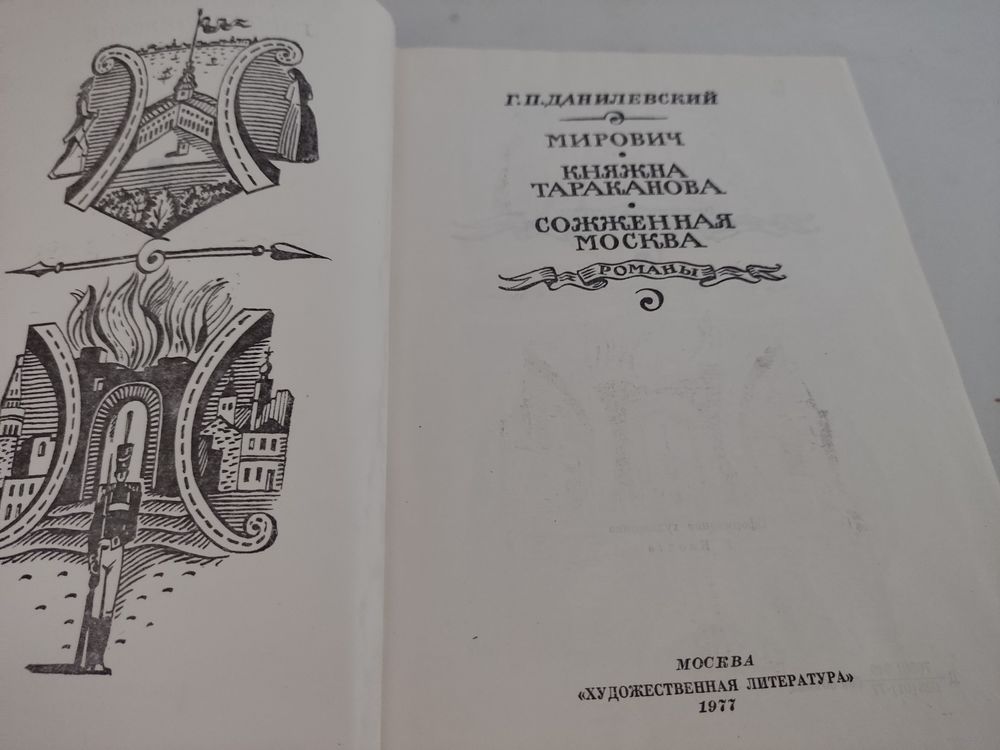 Г.П.ДАНИЛЕВСКИЙ
МИРОВИЧ
КНЯЖНА
ТАРАКАНОВА
СОЖЖЕННАЯ
МОСКВА
РОМАНЫ
МОСКВА
«ХУДОЖЕСТВЕННАЯ ЛИТЕРАТУРА»
1977